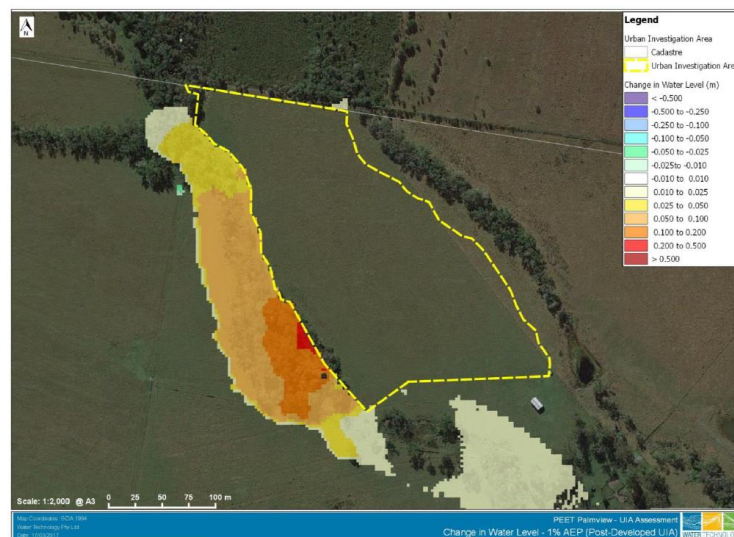 N
Legend
Urban Investigation Area
Cadastre
Urban Investigation Are
Change in Water Level (m)
< -0.500
-0.500 to -0.250
-0.250 to -0.100
-0.100 to -0.050
-0.050 to -0.025
-0.025to -0.010
-0.010 to 0.010
0.010 to 0.025
0.025 to 0.050
0.050 to 0.100
0.100 to 0.200
0.200 to 0.500
> 0.500
Scale: 1:2,000 @ A3
0 25 50 75 100 m
Map Coordinates: GDA 1994
Water Technology Pty Ltd
PEET Palmview - UIA Assessment
Change in Water Level - 1% AEP (Post-Developed UIA)
WATER TECHNOLO